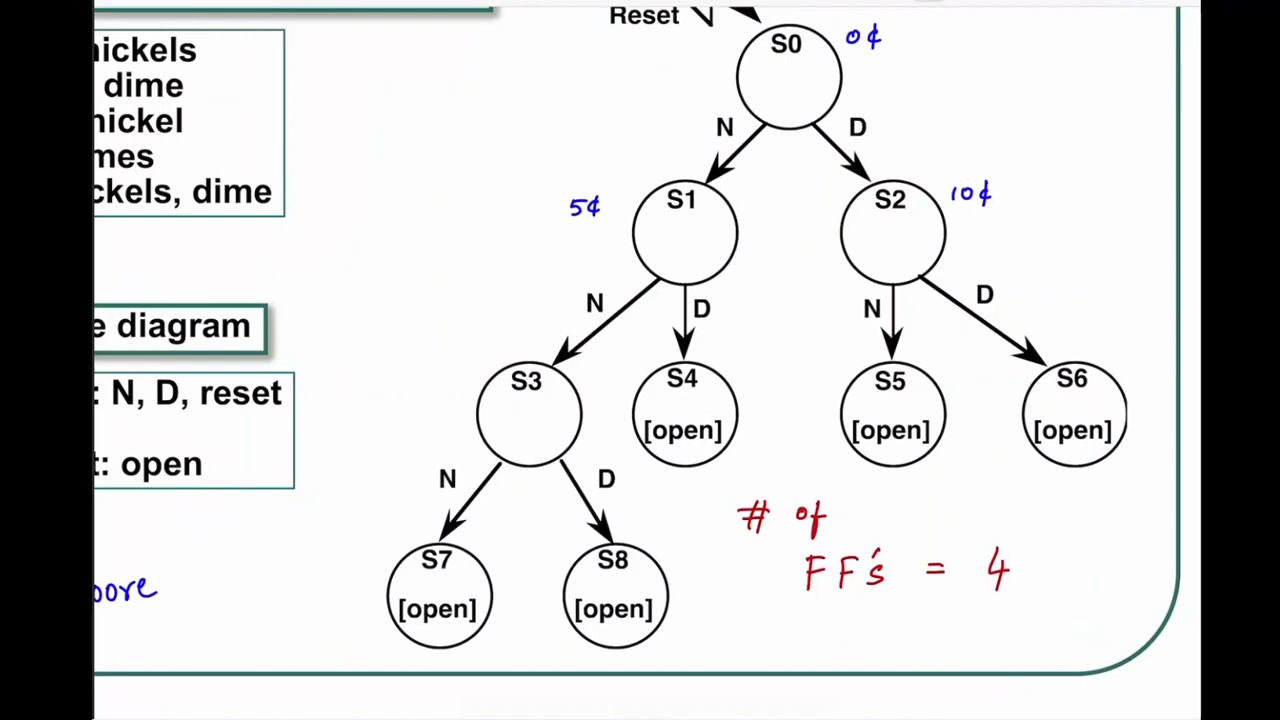 Reset
S0 0¢
nickels
dime
nickel
mes
ckels, dime
N D
5¢ S1 S2 10¢
N D N D
e diagram
: N, D, reset
t: open
S3 S4 S5 S6
[open] [open] [open]
N D
# of
FF's = 4
S7 S8
[open] [open]
oore